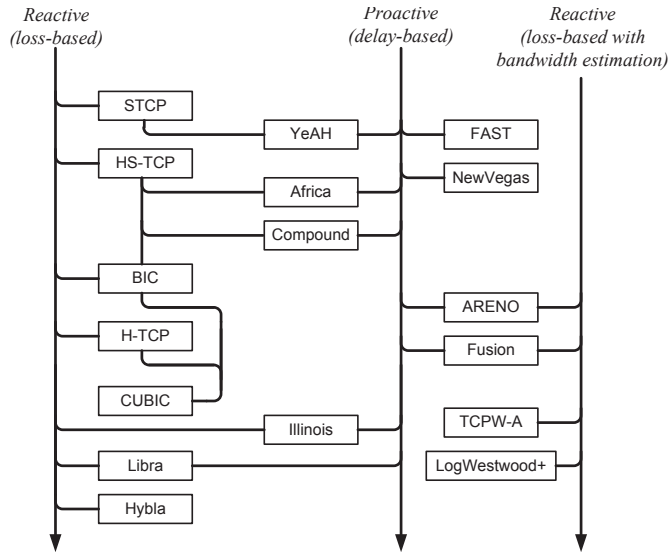 Reactive
(loss-based)
Proactive
(delay-based)
Reactive
(loss-based with
bandwidth estimation)
STCP
YeAH
FAST
HS-TCP
Africa
NewVegas
Compound
BIC
ARENO
H-TCP
Fusion
CUBIC
Illinois
TCPW-A
Libra
LogWestwood+
Hybla